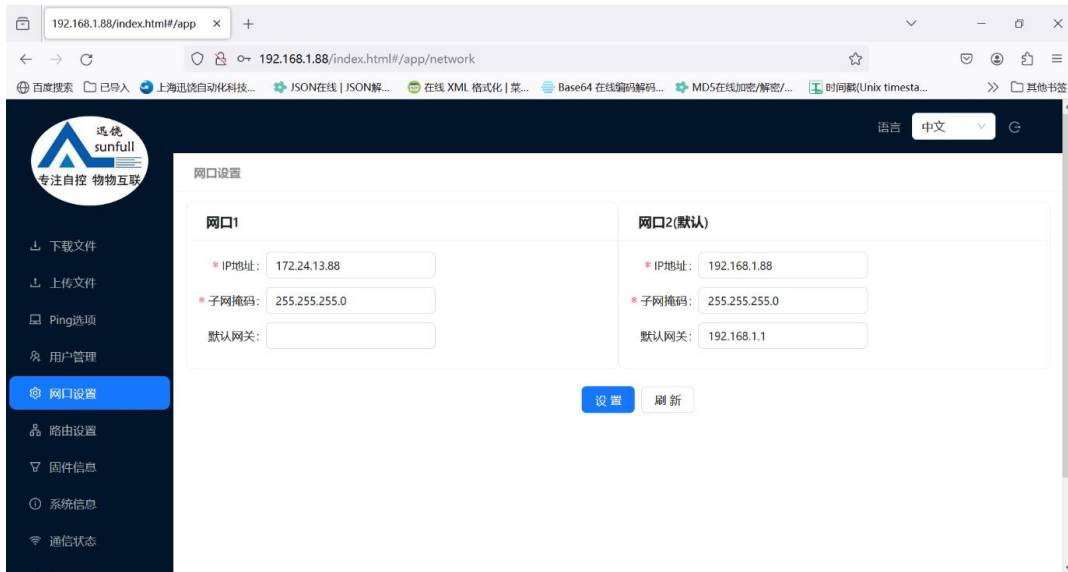 192.168.1.88/index.html#/app
192.168.1.88/index.html#/app/network
百度搜索 已导入 上海迅饶自动化科技... JSON在线 | JSON解... 在线 XML 格式化 | 菜... Base64 在线编码解码... MD5在线加密/解密/... 时间戳(Unix timesta... 其他书签
迅饶
sunfull
专注自控 物物互联
语言 中文
下载文件
上传文件
Ping选项
用户管理
网口设置
路由设置
固件信息
系统信息
通信状态
网口设置
网口1
* IP地址: 172.24.13.88
* 子网掩码: 255.255.255.0
默认网关:
网口2(默认)
* IP地址: 192.168.1.88
* 子网掩码: 255.255.255.0
默认网关: 192.168.1.1
设 置 刷 新